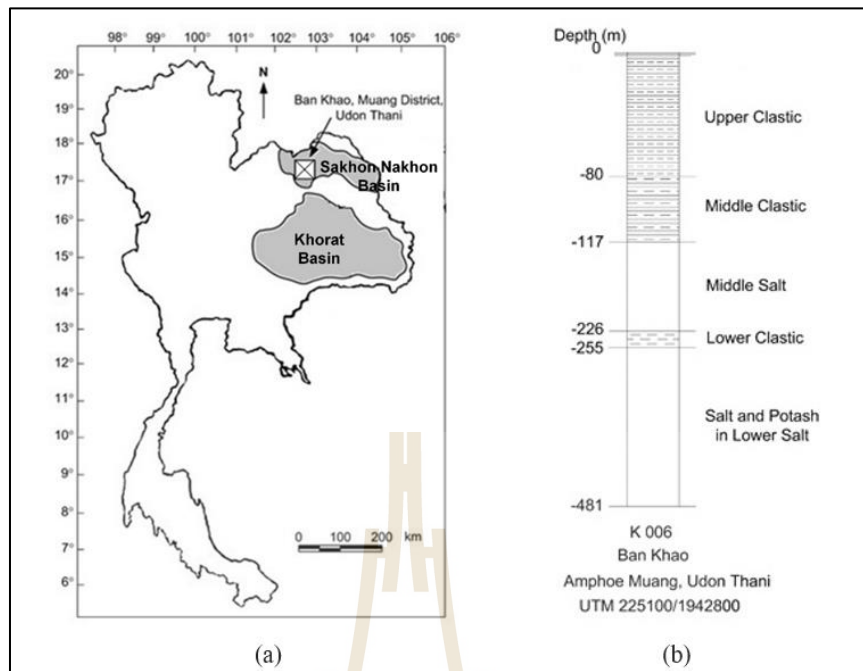 98° 99° 100° 101° 102° 103° 104° 105° 106°
20°
19°
18°
17°
16°
15°
14°
13°
12°
11°
10°
9°
8°
7°
6°
N
Ban Khao, Muang District,
Udon Thani
Sakhon Nakhon
Basin
Khorat
Basin
0 100 200 km
(a)
Depth (m)
0
Upper Clastic
-80
Middle Clastic
-117
Middle Salt
-226
Lower Clastic
-255
Salt and Potash
in Lower Salt
-481
K 006
Ban Khao
Amphoe Muang, Udon Thani
UTM 225100/1942800
(b)